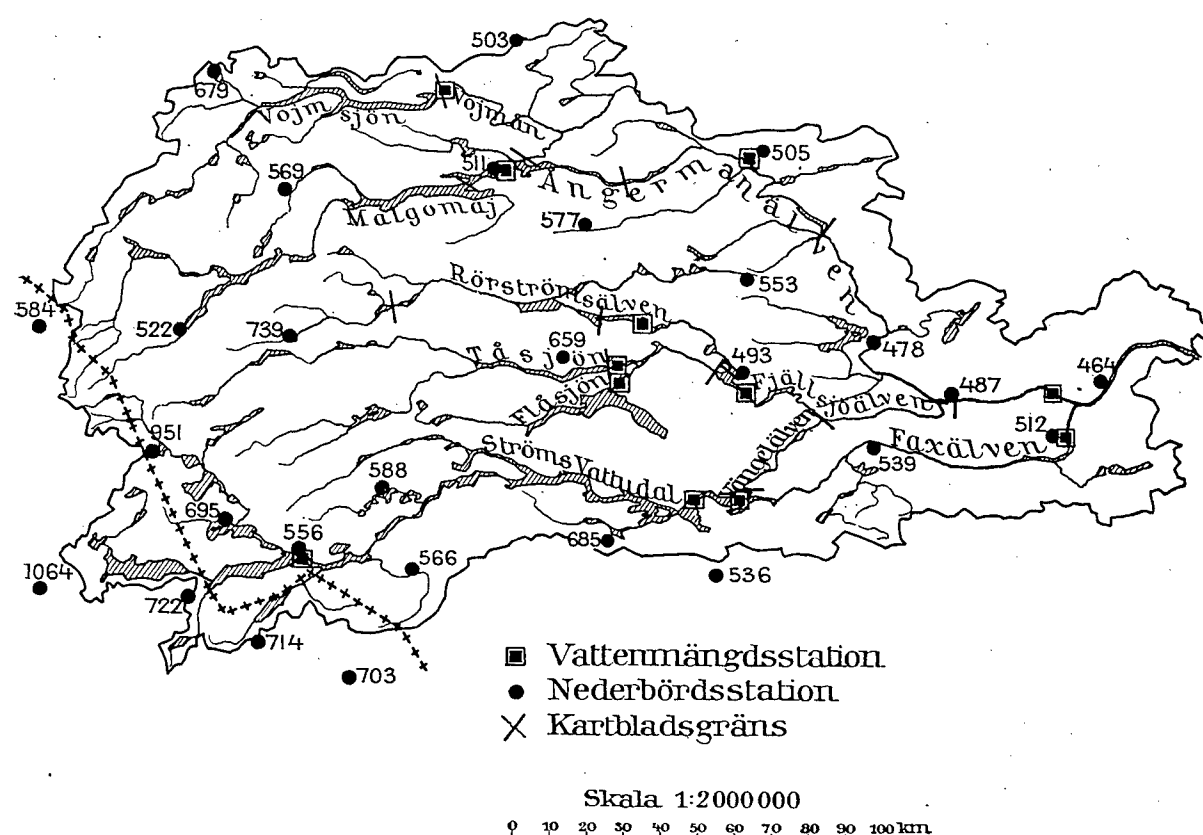 503
679
Vojmsjön
Vojmån
505
511
569
Ångermanälven
Malgomaj
577
Rörströmsälven
553
584
522
739
659
Tåsjön
493
478
464
Flåsjön
Fjällsjöälven
487
951
512
Ströms Vattudal
Vängelälven
Faxälven
539
588
695
556
685
566
536
1064
722
714
703
Vattenmängdsstation
Nederbördsstation
Kartbladsgräns
Skala 1:2000000
0 10 20 30 40 50 60 70 80 90 100 km.